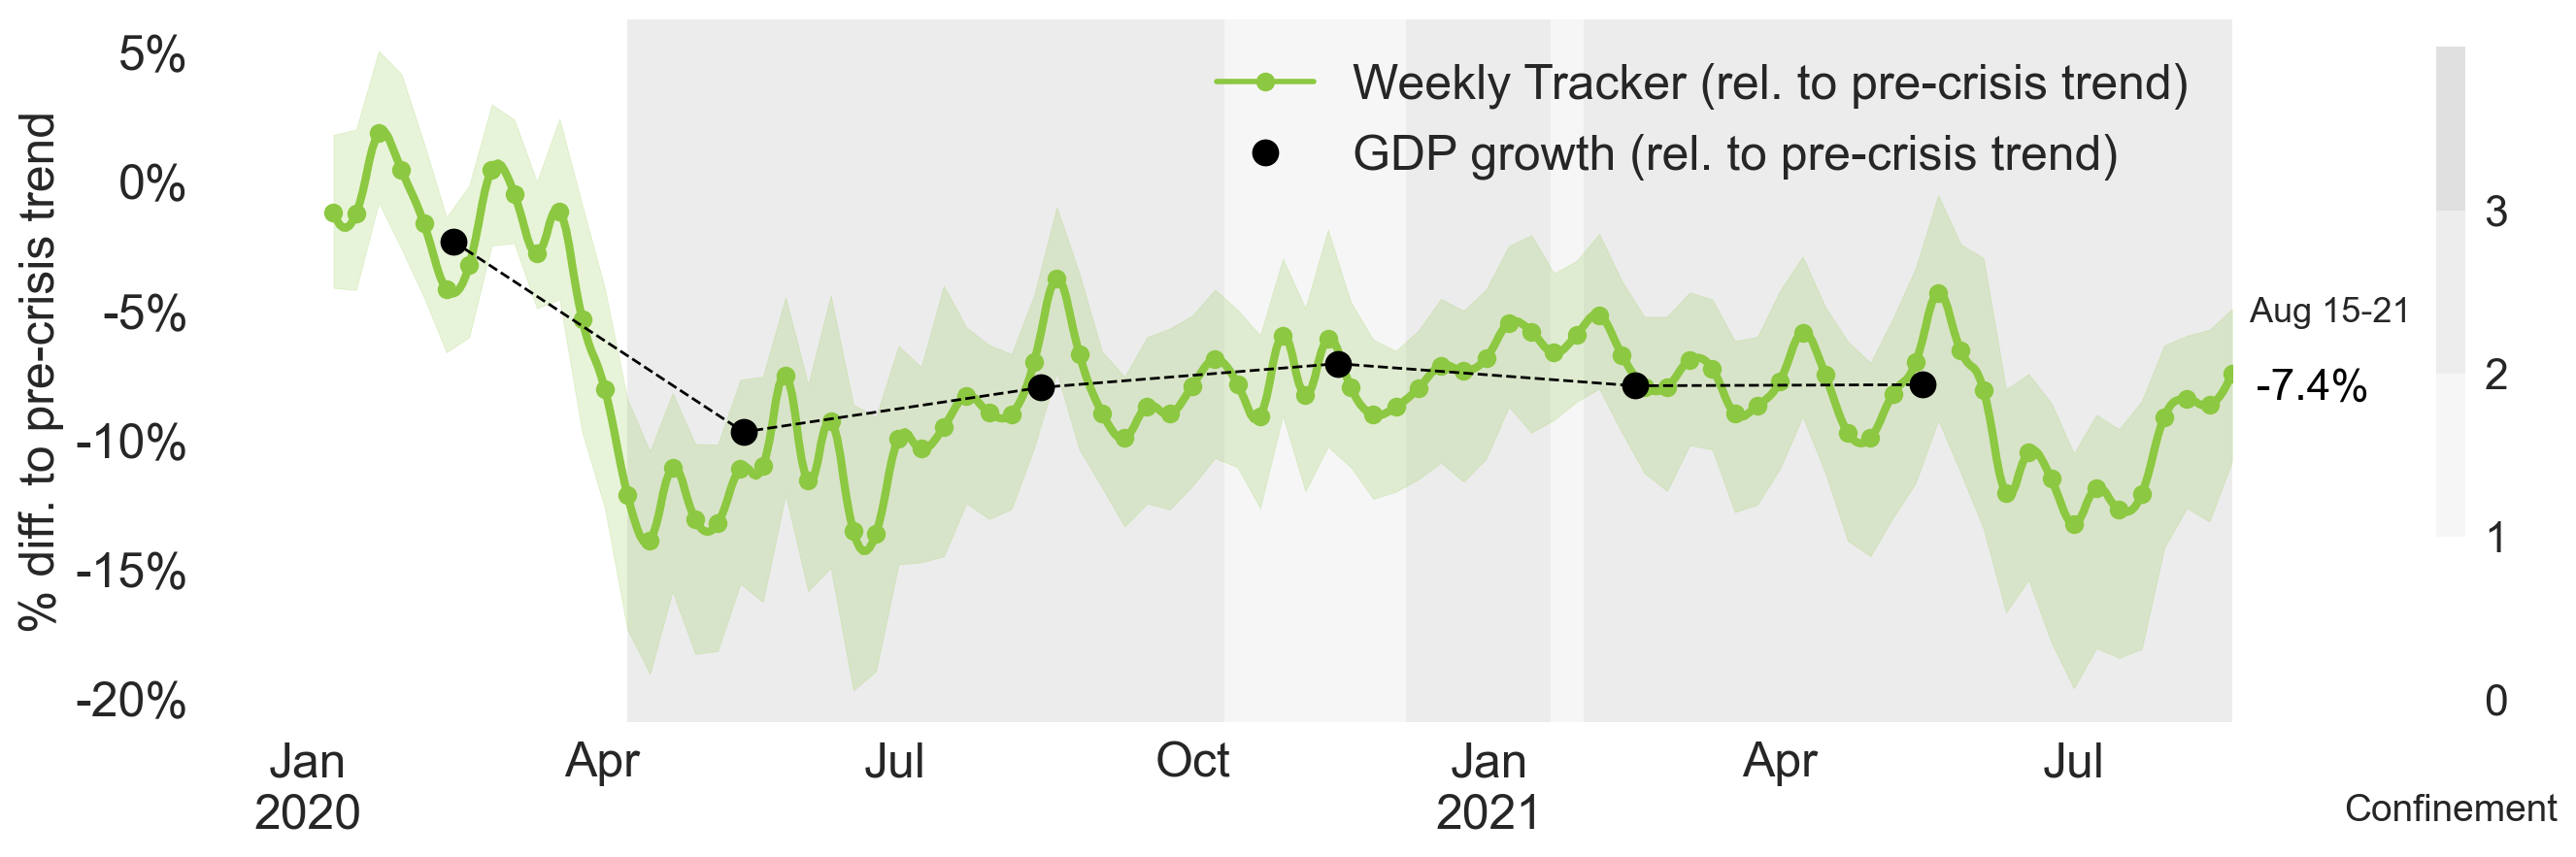 % diff. to pre-crisis trend
5%
0%
-5%
-10%
-15%
-20%
Weekly Tracker (rel. to pre-crisis trend)
GDP growth (rel. to pre-crisis trend)
Aug 15-21
-7.4%
3
2
1
0
Jan Apr Jul Oct Jan Apr Jul
2020 2021
Confinement